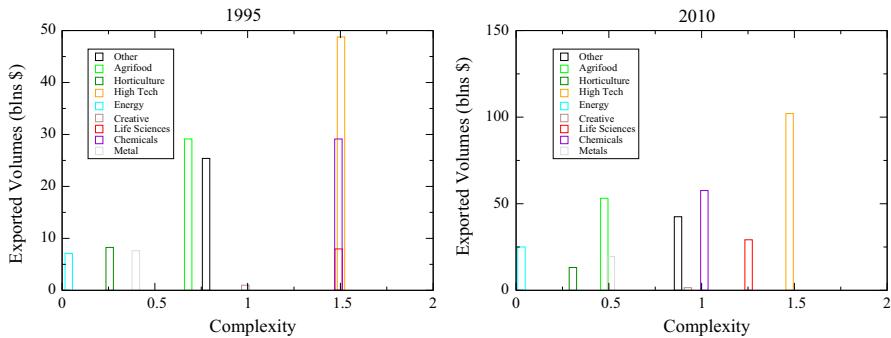 1995
Exported Volumes (blns $)
50
40
30
20
10
0
Other
Agrifood
Horticulture
High Tech
Energy
Creative
Life Sciences
Chemicals
Metal
0
0.5
1
1.5
2
Complexity
2010
Exported Volumes (blns $)
150
100
50
0
Other
Agrifood
Horticulture
High Tech
Energy
Creative
Life Sciences
Chemicals
Metals
0
0.5
1
1.5
2
Complexity